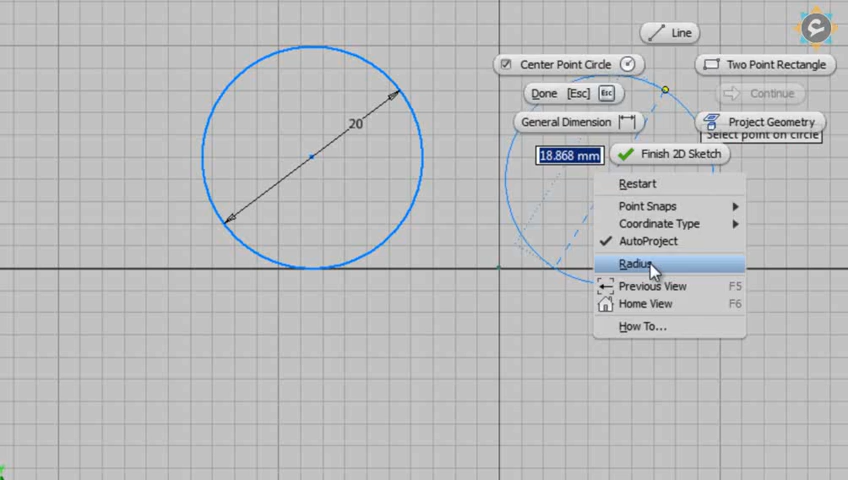 Line
Center Point Circle
Two Point Rectangle
Done [Esc] Esc
Continue
General Dimension
Project Geometry
Select point on circle
20
18.868 mm
Finish 2D Sketch
Restart
Point Snaps
Coordinate Type
AutoProject
Radius
Previous View F5
Home View F6
How To...